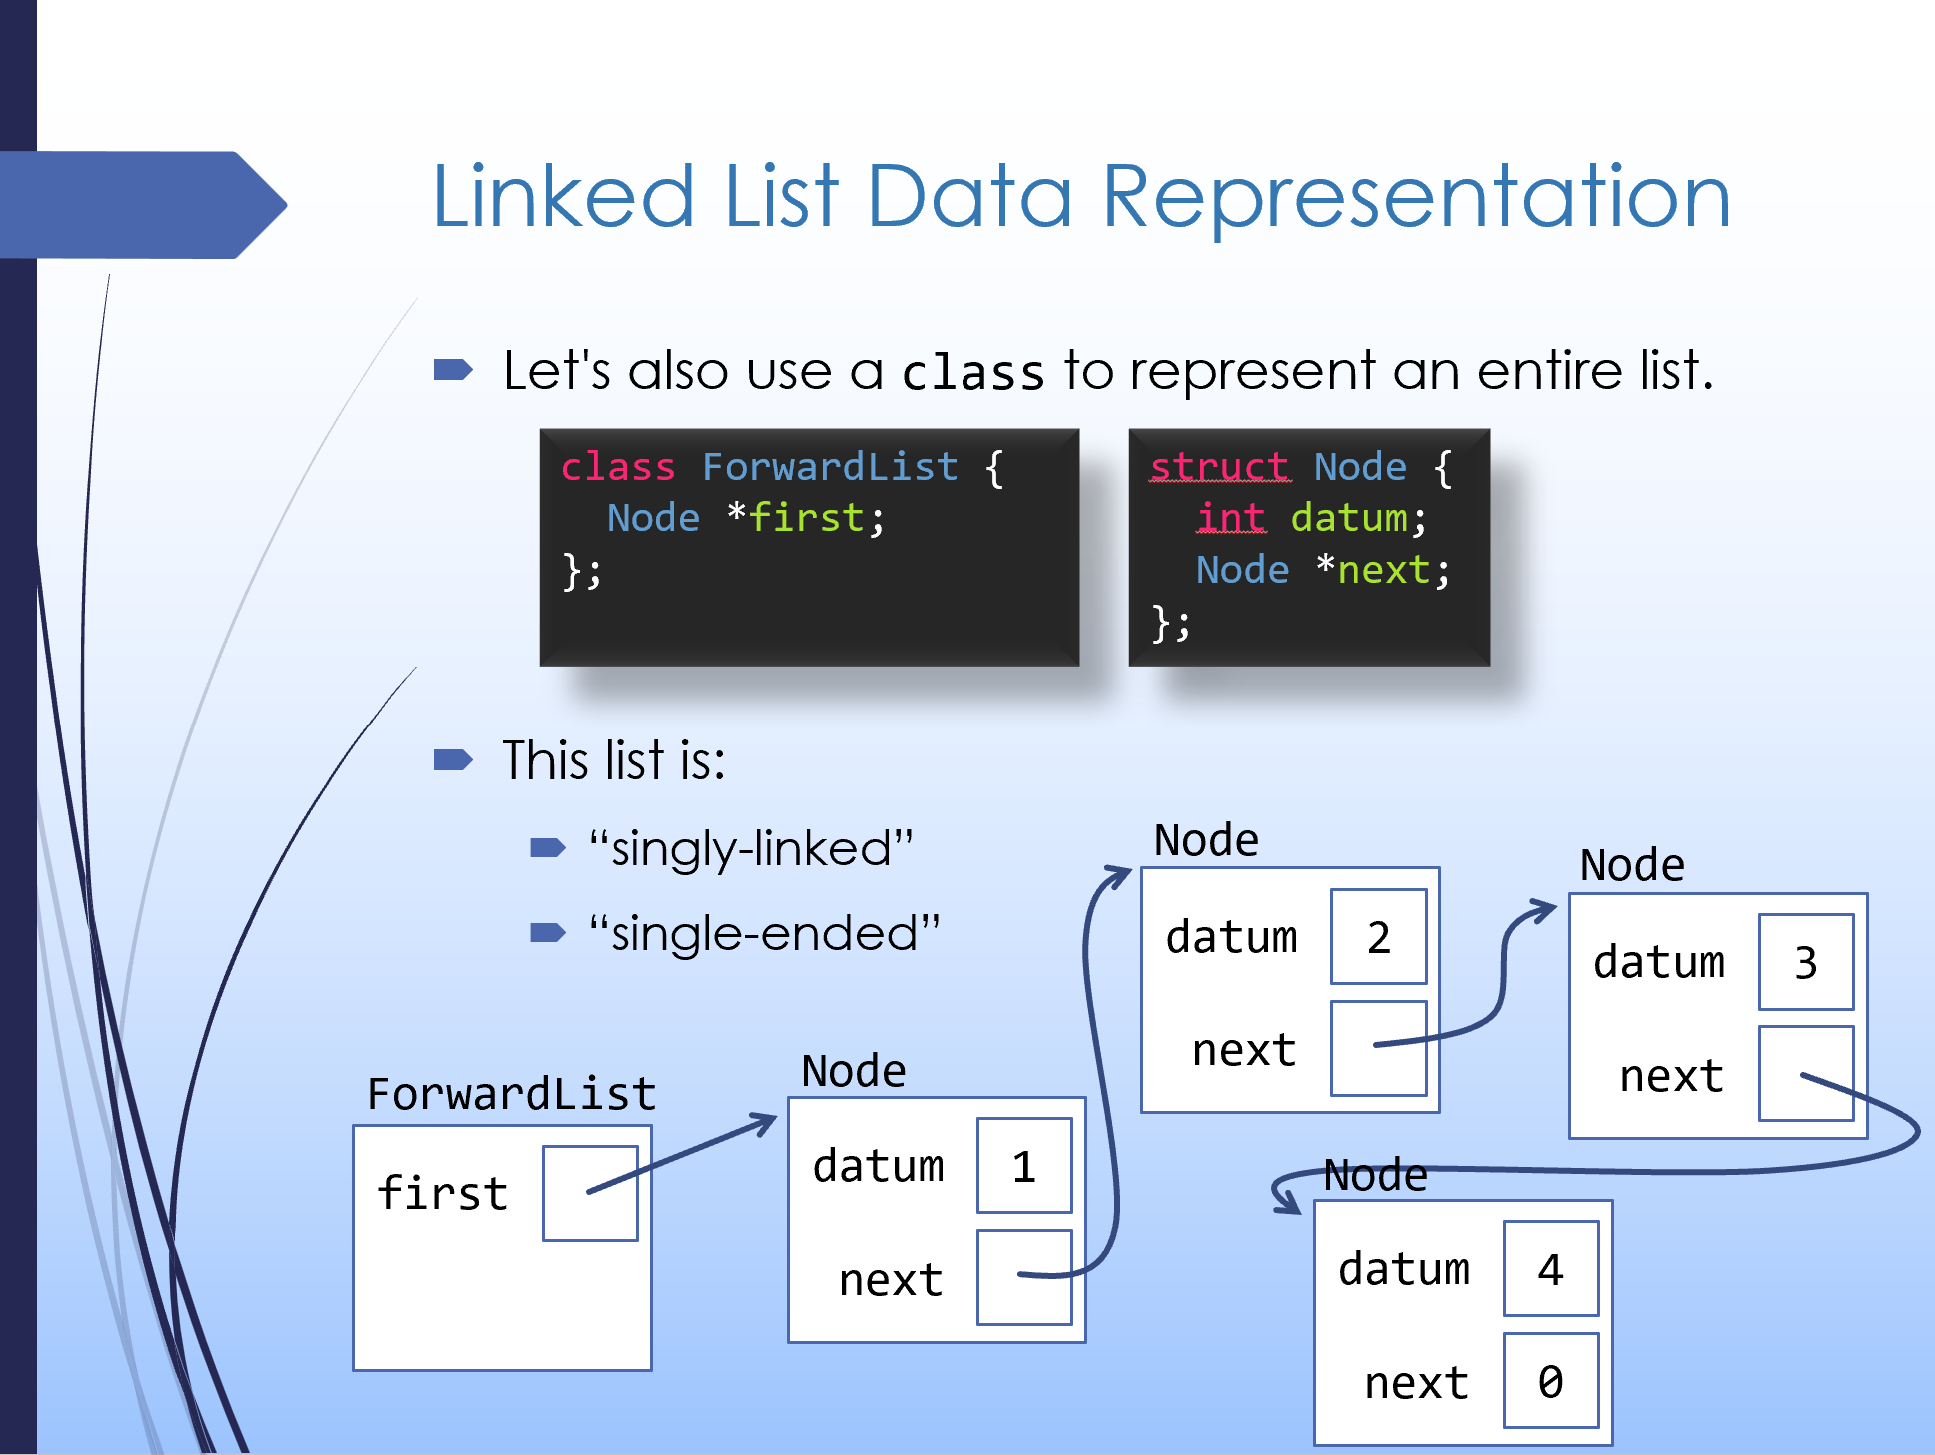 Linked List Data Representation
Let's also use a class to represent an entire list.
class ForwardList {
  Node *first;
};
struct Node {
  int datum;
  Node *next;
};
This list is:
“singly-linked”
“single-ended”
ForwardList
first
Node
datum 1
next
Node
datum 2
next
Node
datum 3
next
Node
datum 4
next 0